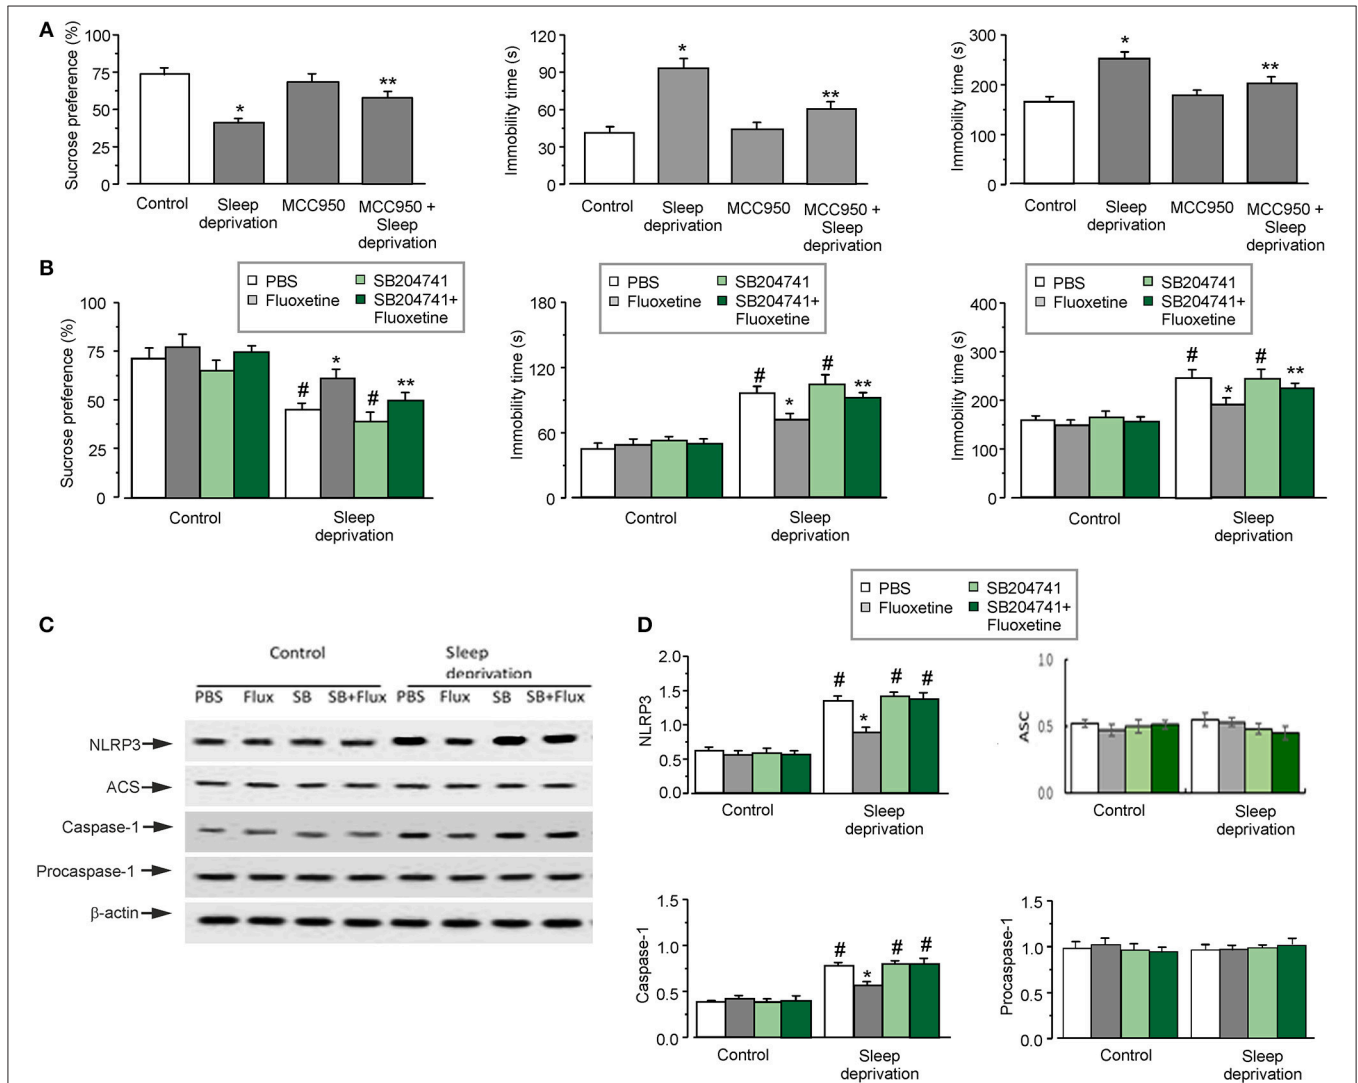 A
Sucrose preference (%)
100
75
50
25
0
*
**
Control
Sleep
deprivation
MCC950
MCC950 +
Sleep
deprivation
Immobility time (s)
120
90
60
30
0
*
**
Control
Sleep
deprivation
MCC950
MCC950 +
Sleep
deprivation
Immobility time (s)
300
200
100
0
*
**
Control
Sleep
deprivation
MCC950
MCC950 +
Sleep
deprivation
B
PBS
Fluoxetine
SB204741
SB204741+
Fluoxetine
Sucrose preference (%)
100
75
50
25
0
#
*
#
**
Control
Sleep
deprivation
PBS
Fluoxetine
SB204741
SB204741+
Fluoxetine
Immobility time (s)
180
120
60
0
#
*
#
**
Control
Sleep
deprivation
PBS
Fluoxetine
SB204741
SB204741+
Fluoxetine
Immobility time (s)
400
300
200
100
0
#
*
#
**
Control
Sleep
deprivation
C
Control
Sleep
deprivation
PBS Flux SB SB+Flux PBS Flux SB SB+Flux
NLRP3
ACS
Caspase-1
Procaspase-1
β-actin
D
PBS
Fluoxetine
SB204741
SB204741+
Fluoxetine
NLRP3
2.0
1.5
1.0
0.5
0.0
#
*
#
#
Control
Sleep
deprivation
ASC
1.0
0.5
0.0
Control
Sleep
deprivation
Caspase-1
1.5
1.0
0.5
0.0
#
*
#
#
Control
Sleep
deprivation
Procaspase-1
1.5
1.0
0.5
0.0
Control
Sleep
deprivation